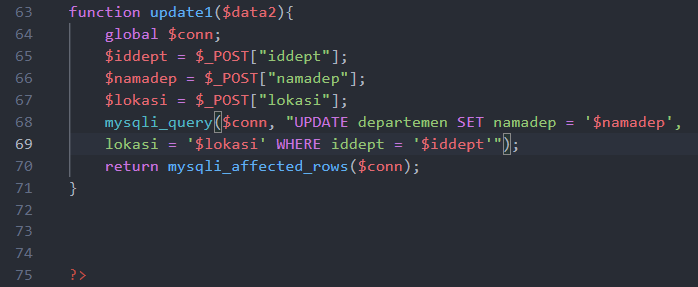 63 function update1($data2){
64     global $conn;
65     $iddept = $_POST["iddept"];
66     $namadep = $_POST["namadep"];
67     $lokasi = $_POST["lokasi"];
68     mysqli_query($conn, "UPDATE departemen SET namadep = '$namadep',
69     lokasi = '$lokasi' WHERE iddept = '$iddept'");
70     return mysqli_affected_rows($conn);
71 }
72
73
74
75 ?>